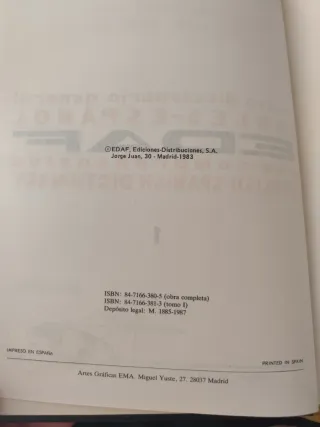 ©EDAF, Ediciones-Distribuciones, S.A.
Jorge Juan, 30 - Madrid-1983
I
ISBN: 84-7166-380-5 (obra completa)
ISBN: 84-7166-381-3 (tomo I)
Depósito legal: M. 1885-1987
IMPRESO EN ESPAÑA
PRINTED IN SPAIN
Artes Gráficas EMA. Miguel Yuste, 27. 28037 Madrid